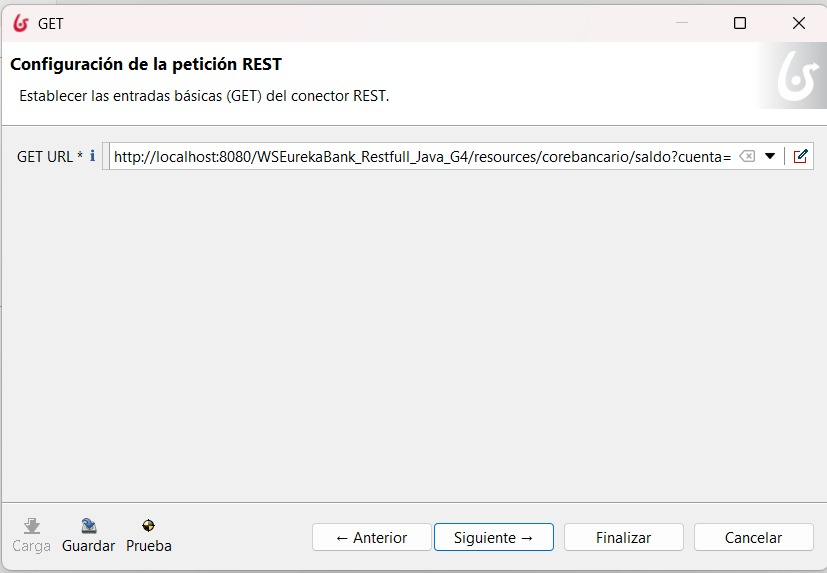 GET
Configuración de la petición REST
Establecer las entradas básicas (GET) del conector REST.
GET URL * i http://localhost:8080/WSEurekaBank_Restfull_Java_G4/resources/corebancario/saldo?cuenta=
Carga Guardar Prueba ← Anterior Siguiente → Finalizar Cancelar